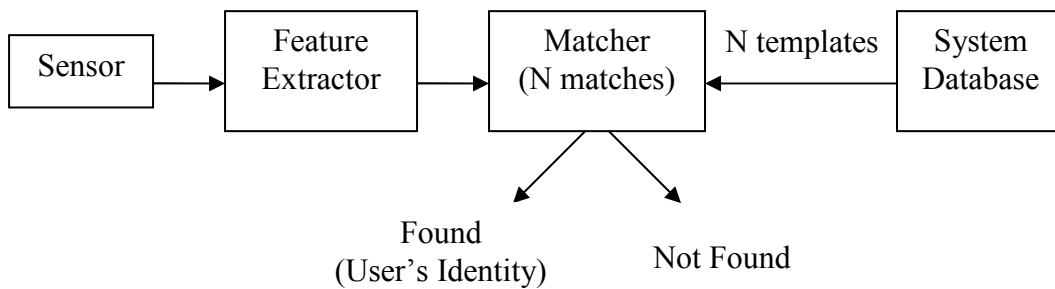 Sensor
Feature
Extractor
Matcher
(N matches)
N templates
System
Database
Found
(User’s Identity)
Not Found